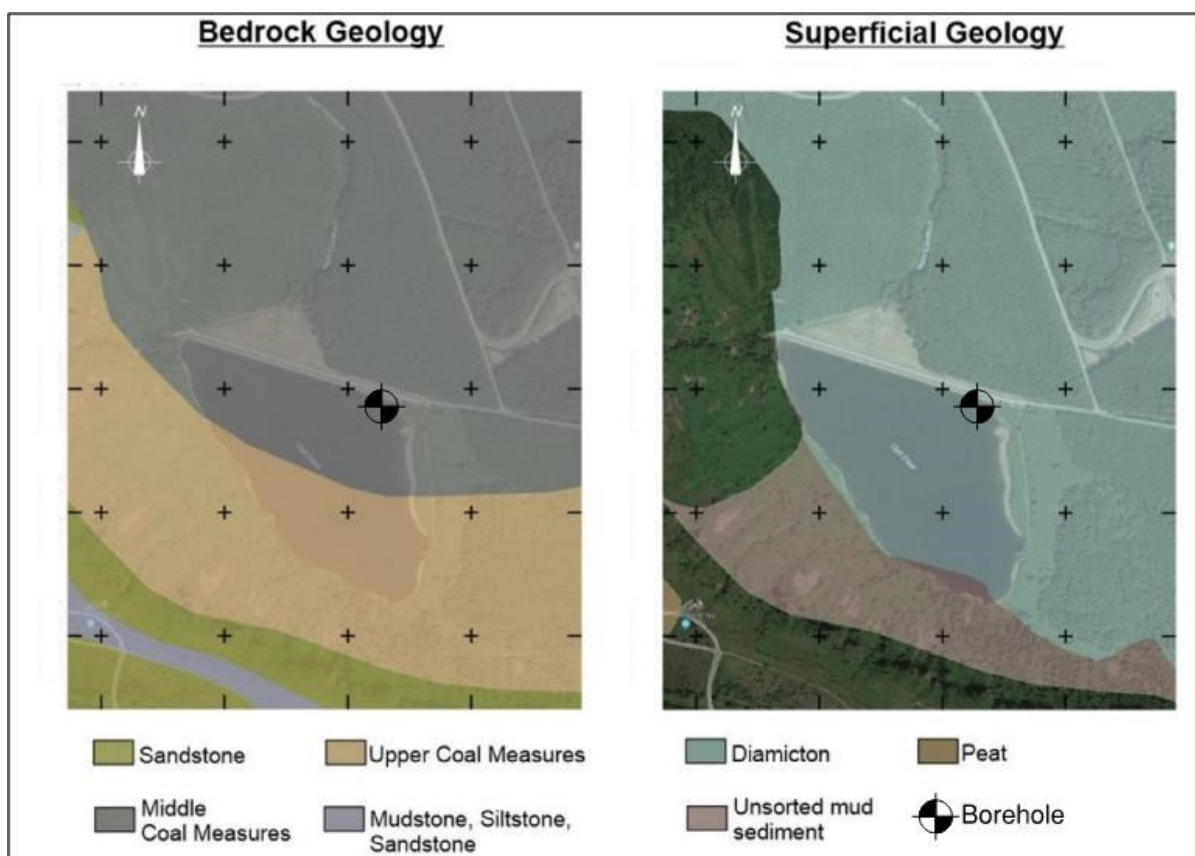 Bedrock Geology
Superficial Geology
N
N
Sandstone
Upper Coal Measures
Middle
Coal Measures
Mudstone, Siltstone,
Sandstone
Diamicton
Peat
Unsorted mud
sediment
Borehole